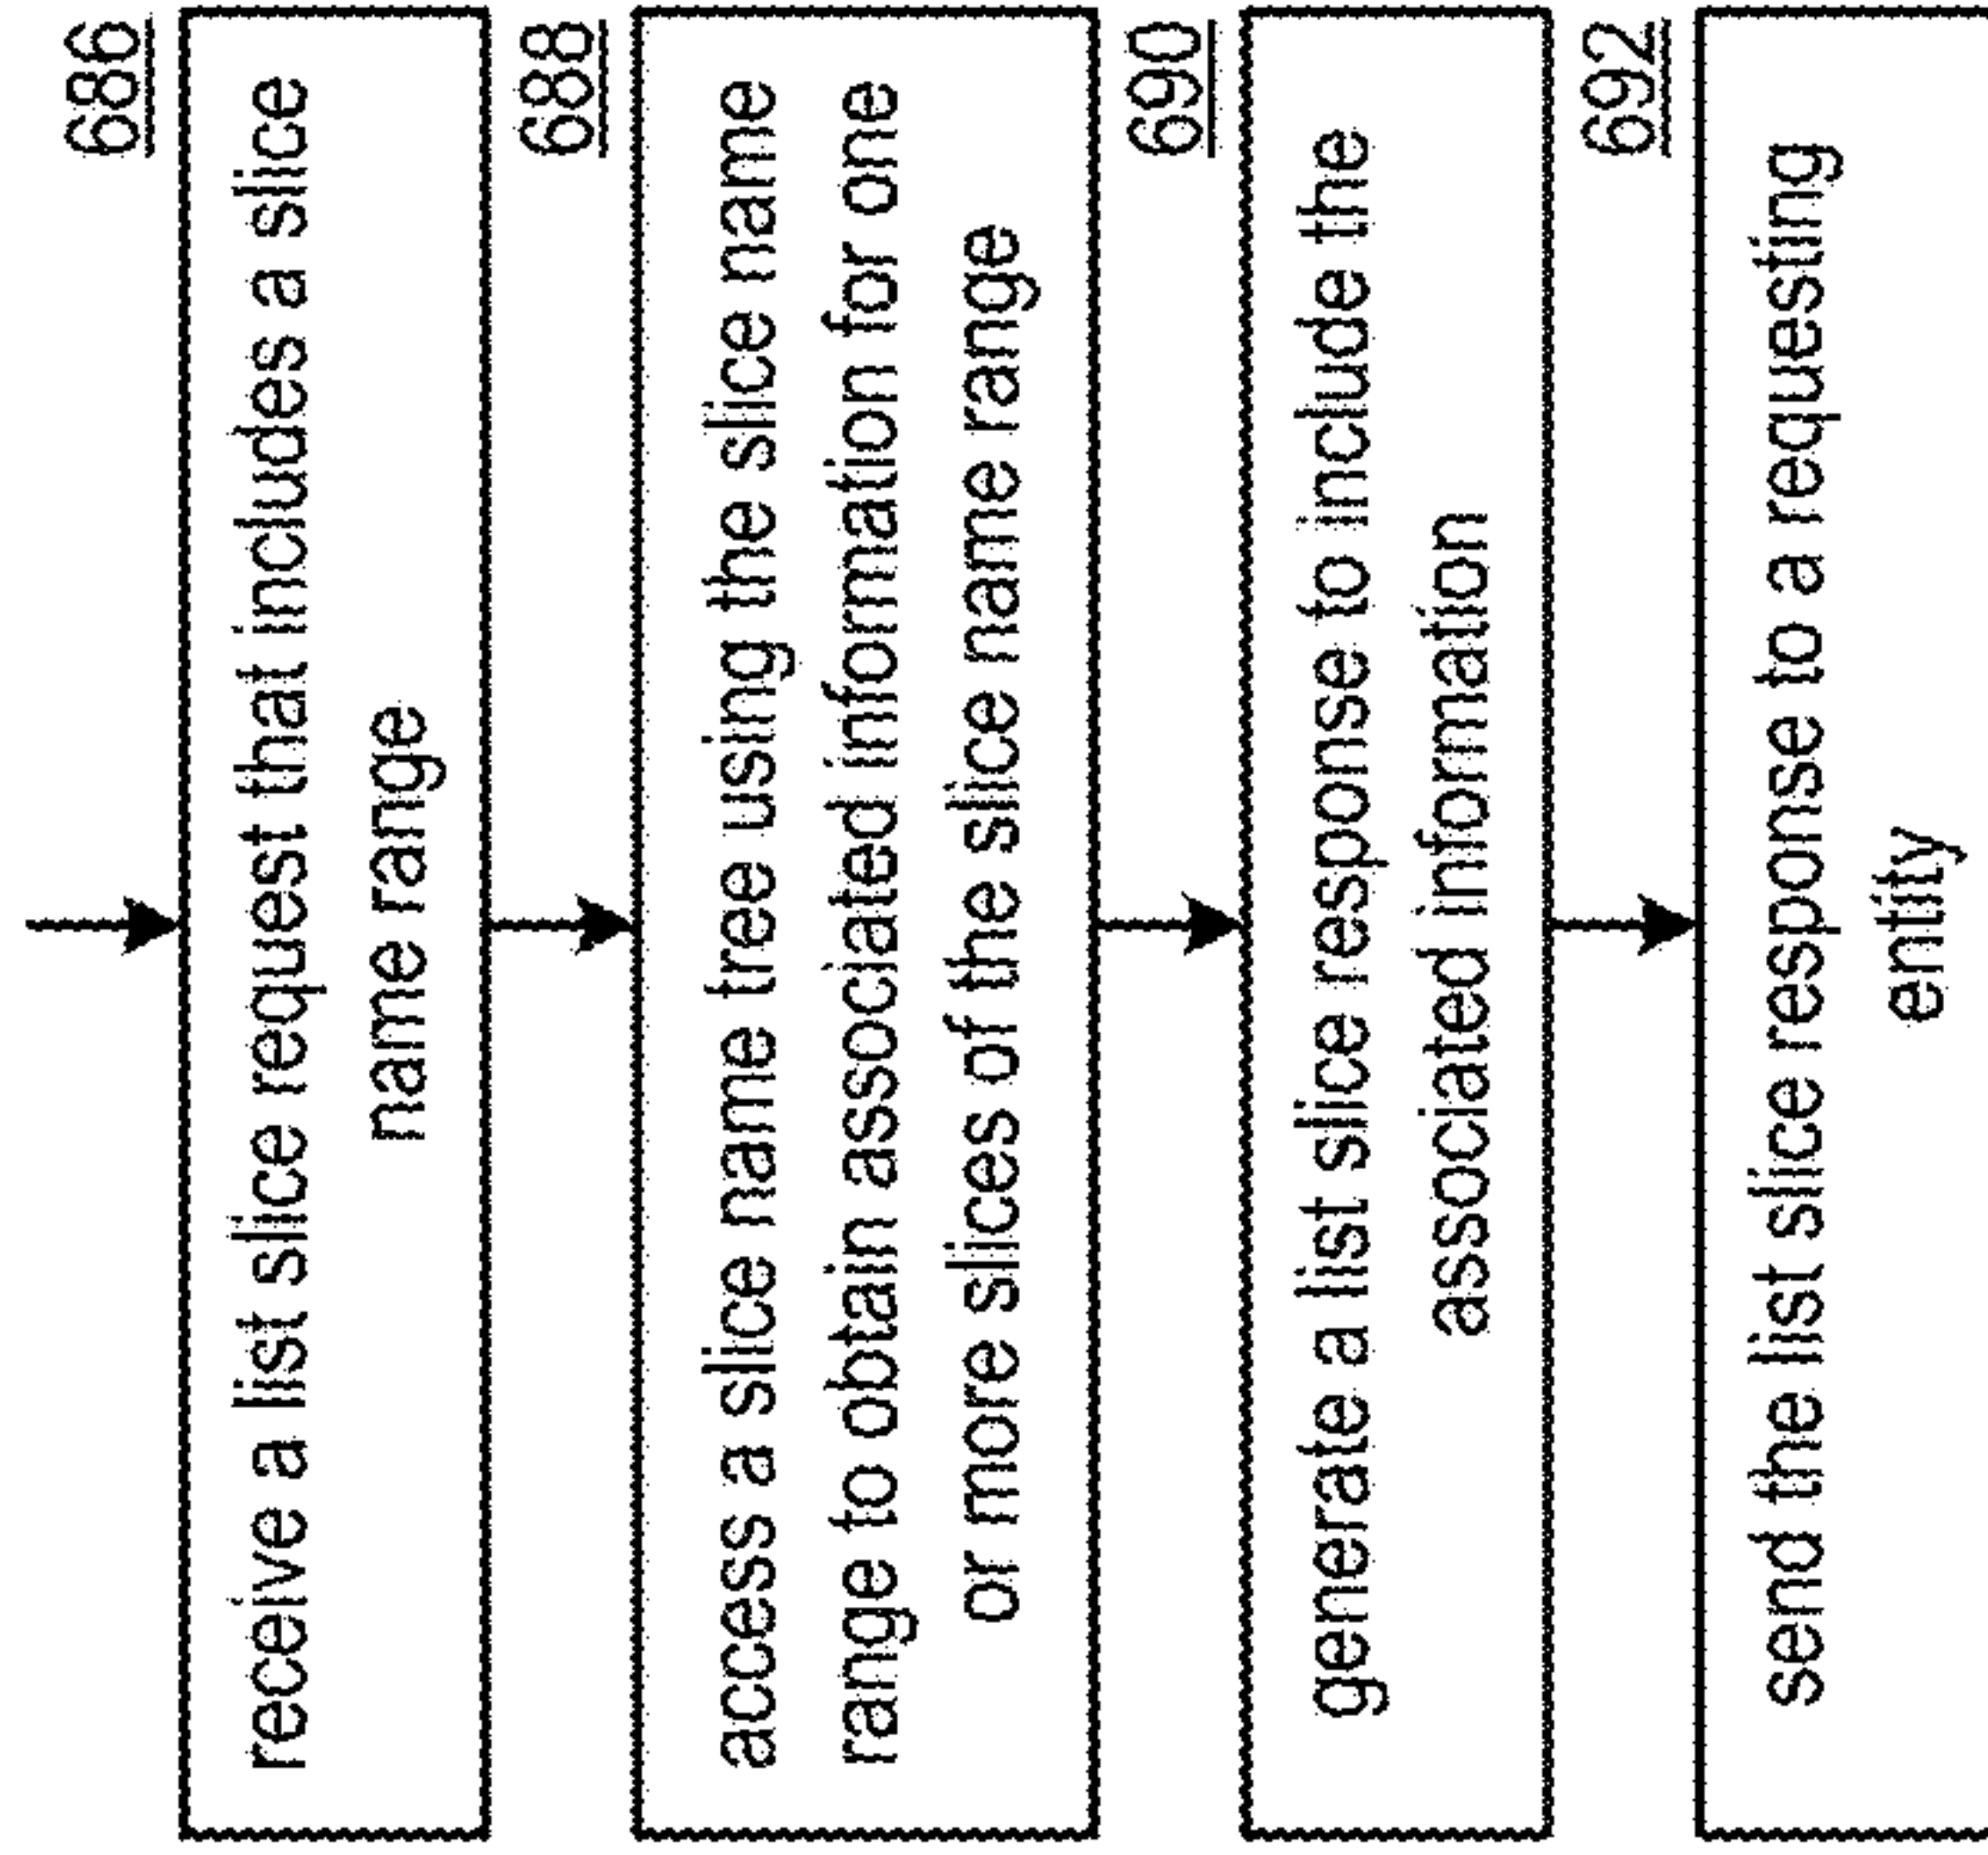 686
receive a list slice request that includes a slice
name range
688
access a slice name tree using the slice name
range to obtain associated information for one
or more slices of the slice name range
690
generate a list slice response to include the
associated information
692
send the list slice response to a requesting
entity